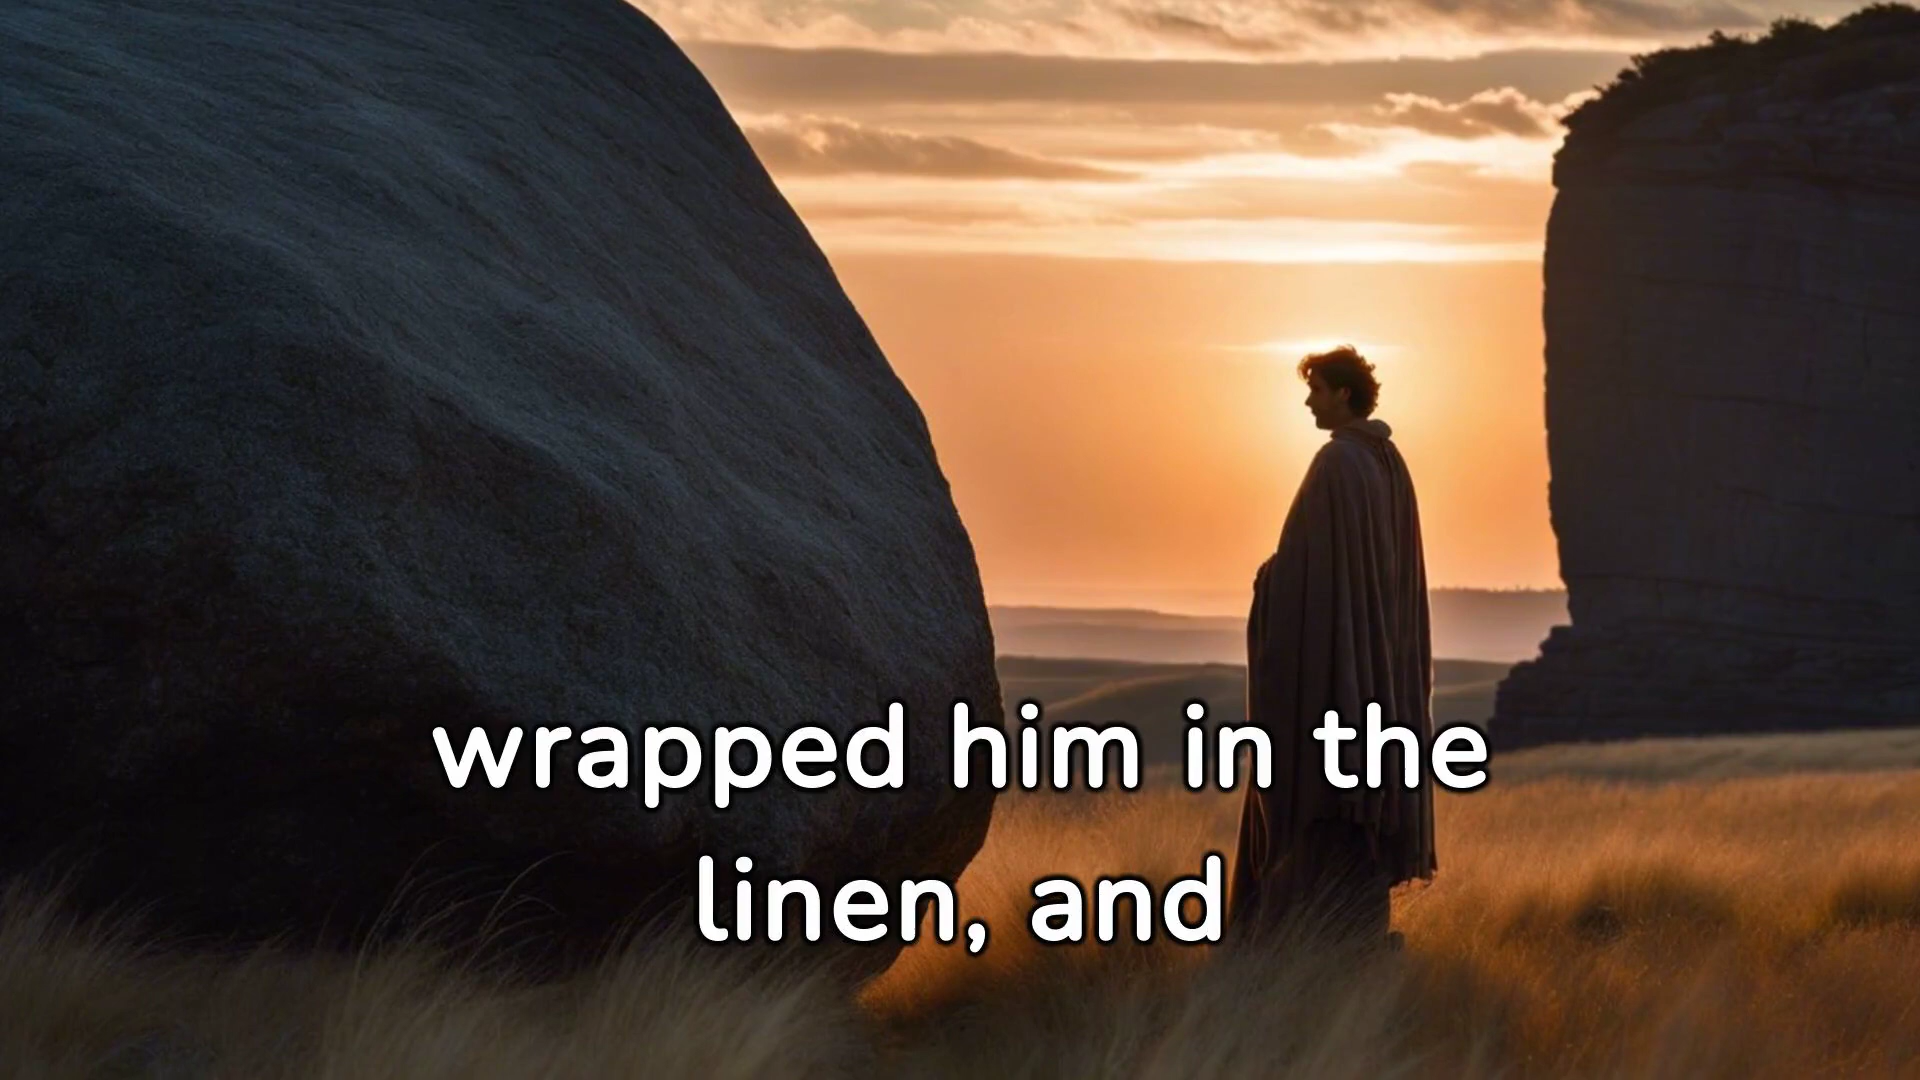 wrapped him in the
linen, and